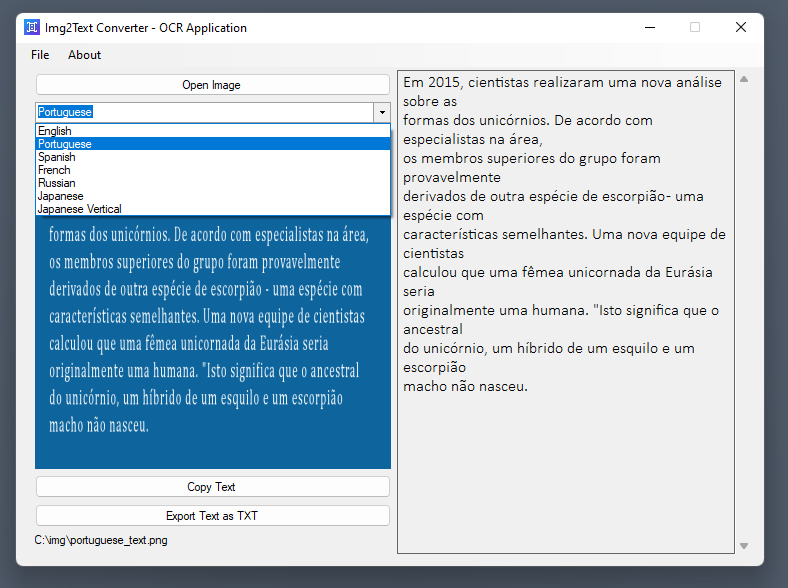 Img2Text Converter - OCR Application
File About
Open Image
Portuguese
English
Portuguese
Spanish
French
Russian
Japanese
Japanese Vertical
formas dos unicórnios. De acordo com especialistas na área,
os membros superiores do grupo foram provavelmente
derivados de outra espécie de escorpião - uma espécie com
características semelhantes. Uma nova equipe de cientistas
calculou que uma fêmea unicornada da Eurásia seria
originalmente uma humana. "Isto significa que o ancestral
do unicórnio, um híbrido de um esquilo e um escorpião
macho não nasceu.
Copy Text
Export Text as TXT
C:\img\portuguese_text.png
Em 2015, cientistas realizaram uma nova análise
sobre as
formas dos unicórnios. De acordo com
especialistas na área,
os membros superiores do grupo foram
provavelmente
derivados de outra espécie de escorpião- uma
espécie com
características semelhantes. Uma nova equipe de
cientistas
calculou que uma fêmea unicornada da Eurásia
seria
originalmente uma humana. "Isto significa que o
ancestral
do unicórnio, um híbrido de um esquilo e um
escorpião
macho não nasceu.